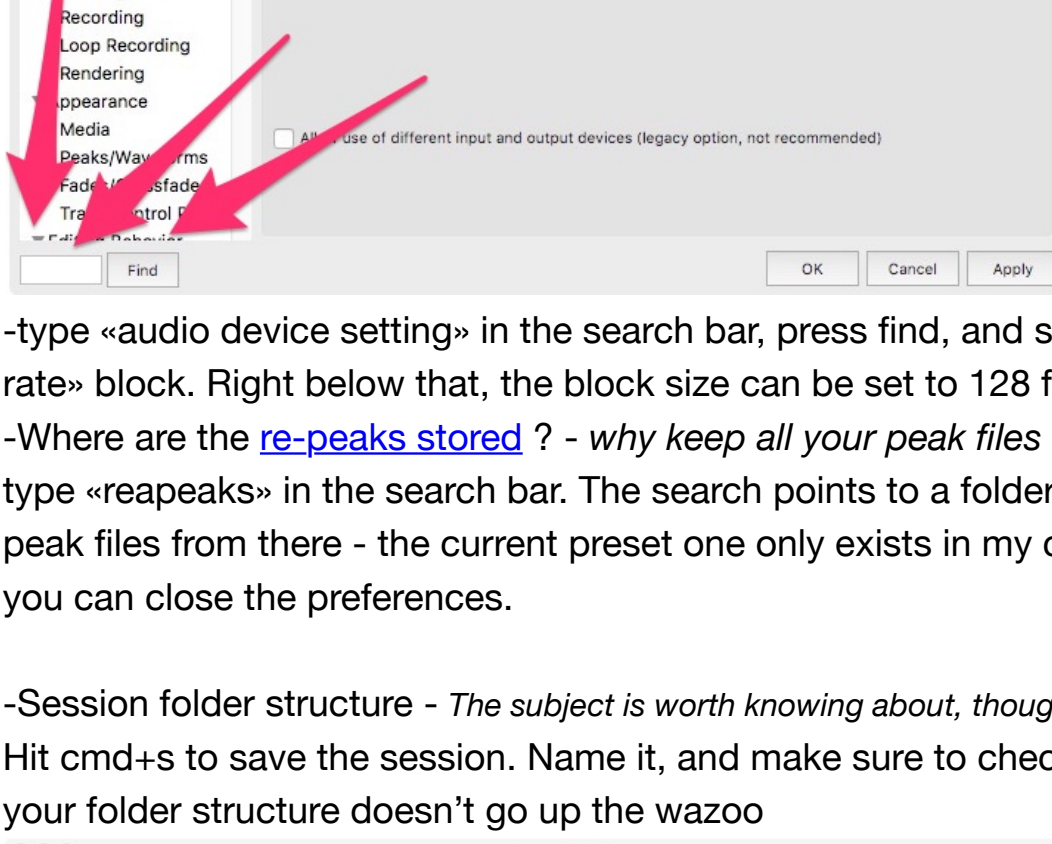 Recording
Loop Recording
Rendering
ppearance
Media
use of different input and output devices (legacy option, not recommended)
Find
OK
Cancel
Apply
-type «audio device setting» in the search bar, press find, and s
rate» block. Right below that, the block size can be set to 128 f
-Where are the re-peaks stored ? - why keep all your peak files
type «reapeaks» in the search bar. The search points to a folder
peak files from there - the current preset one only exists in my
you can close the preferences.
-Session folder structure - The subject is worth knowing about, thoug
Hit cmd+s to save the session. Name it, and make sure to chec
your folder structure doesn’t go up the wazoo